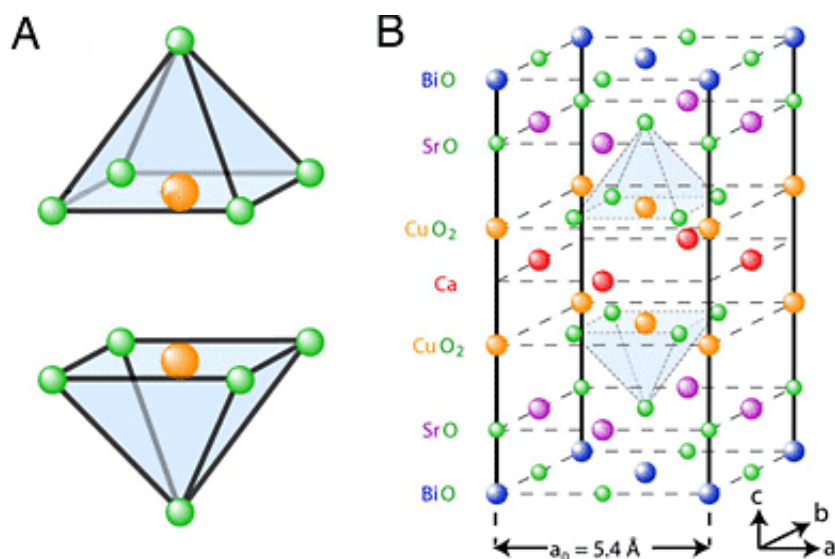 A
B
BiO
SrO
CuO₂
Ca
CuO₂
SrO
BiO
a₀ = 5.4 Å
c
b
a